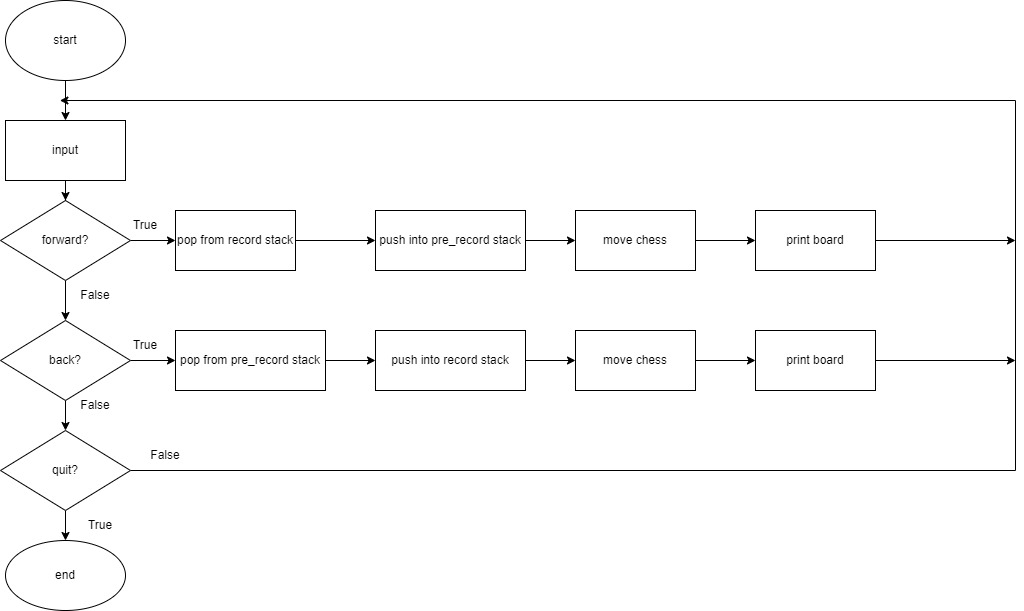 start
input
forward?
True
pop from record stack
push into pre_record stack
move chess
print board
False
back?
True
pop from pre_record stack
push into record stack
move chess
print board
False
quit?
False
True
end